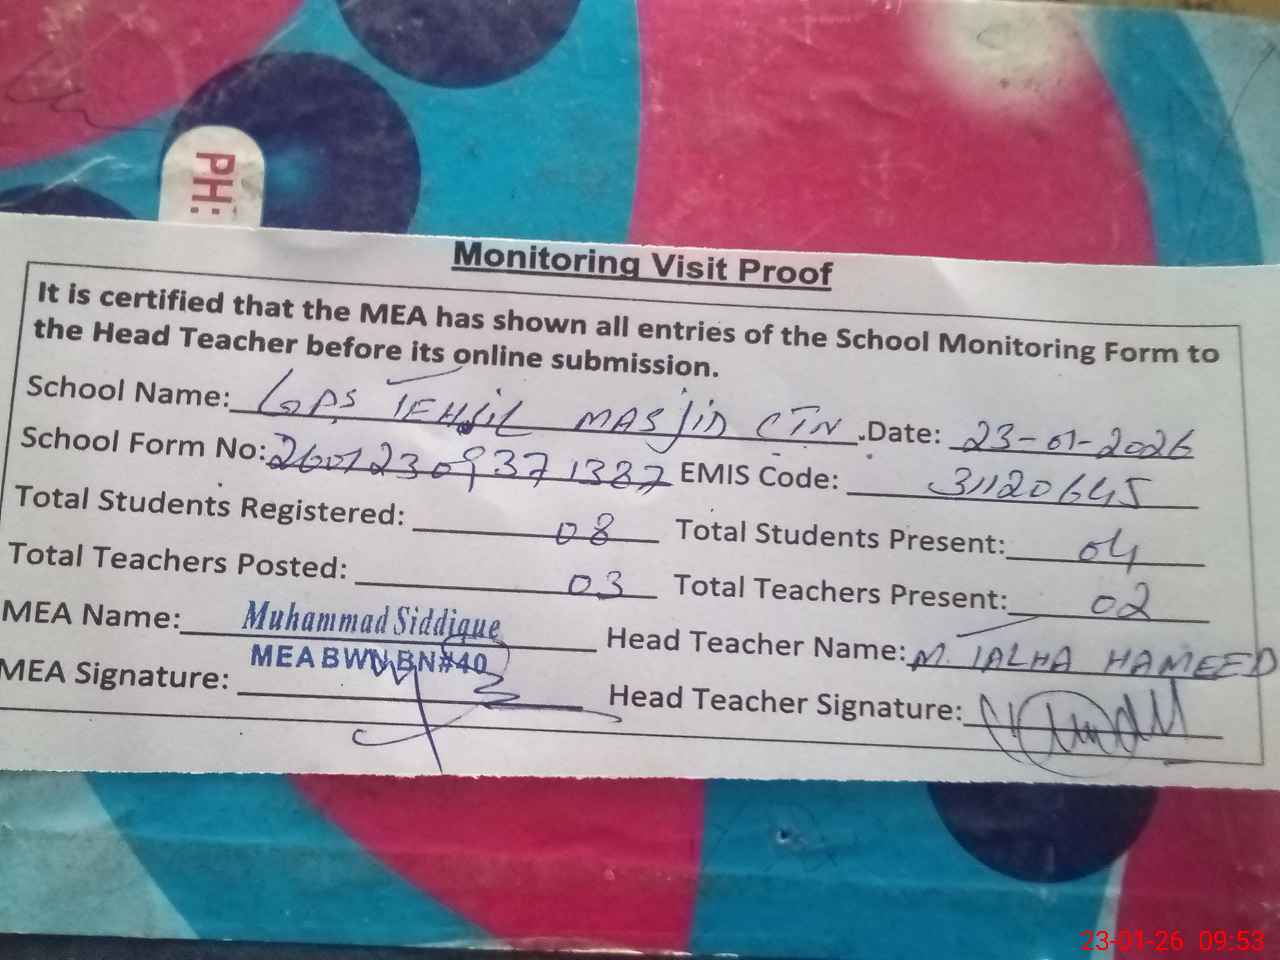 PH:
Monitoring Visit Proof
It is certified that the MEA has shown all entries of the School Monitoring Form to
the Head Teacher before its online submission.
School Name: GPS TEHSIL MASJID CTN .Date: 23-01-2026
School Form No: 26012309371387 EMIS Code: 31120645
Total Students Registered: 08 Total Students Present: 04
Total Teachers Posted: 03 Total Teachers Present: 02
MEA Name: Muhammad Siddique Head Teacher Name: M. TALHA HAMEED
MEA BWN BN#40
MEA Signature: Head Teacher Signature:
23-01-26 09:53